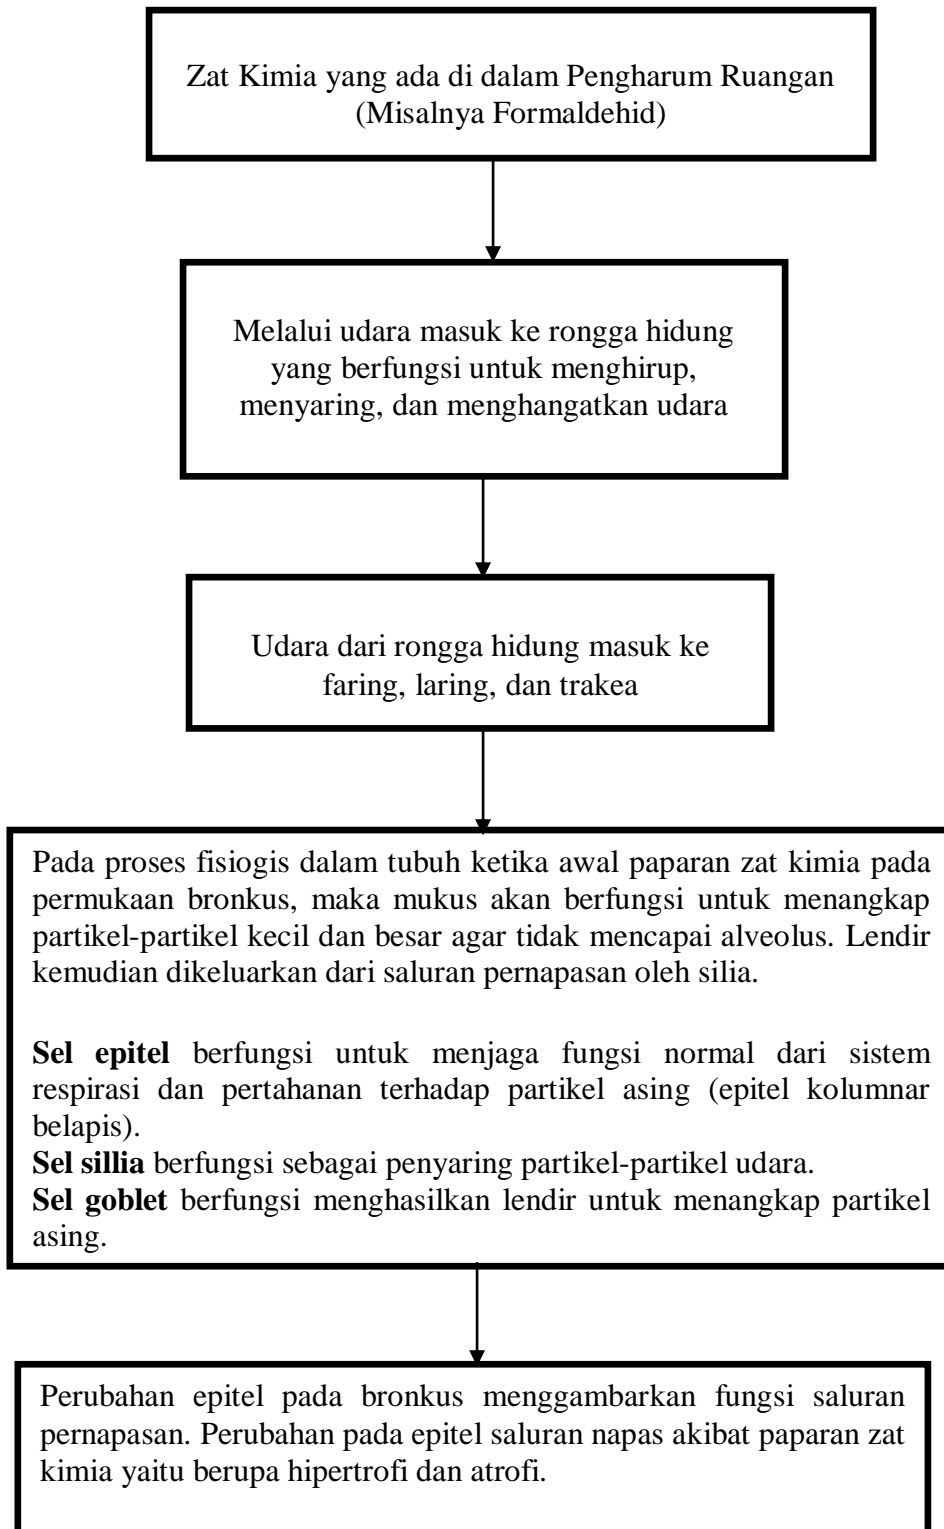 Zat Kimia yang ada di dalam Pengharum Ruangan
(Misalnya Formaldehid)
Melalui udara masuk ke rongga hidung
yang berfungsi untuk menghirup,
menyaring, dan menghangatkan udara
Udara dari rongga hidung masuk ke
faring, laring, dan trakea
Pada proses fisiogis dalam tubuh ketika awal paparan zat kimia pada
permukaan bronkus, maka mukus akan berfungsi untuk menangkap
partikel-partikel kecil dan besar agar tidak mencapai alveolus. Lendir
kemudian dikeluarkan dari saluran pernapasan oleh silia.
Sel epitel berfungsi untuk menjaga fungsi normal dari sistem
respirasi dan pertahanan terhadap partikel asing (epitel kolumnar
belapis).
Sel sillia berfungsi sebagai penyaring partikel-partikel udara.
Sel goblet berfungsi menghasilkan lendir untuk menangkap partikel
asing.
Perubahan epitel pada bronkus menggambarkan fungsi saluran
pernapasan. Perubahan pada epitel saluran napas akibat paparan zat
kimia yaitu berupa hipertrofi dan atrofi.